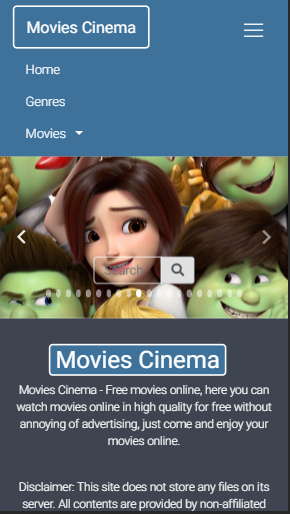 Movies Cinema
Home
Genres
Movies
Search
Movies Cinema
Movies Cinema - Free movies online, here you can
watch movies online in high quality for free without
annoying of advertising, just come and enjoy your
movies online.
Disclaimer: This site does not store any files on its
server. All contents are provided by non-affiliated